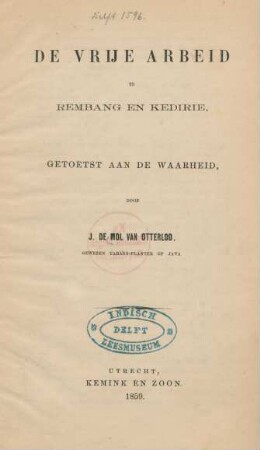 Delft 1596.
DE VRIJE ARBEID
IN
REMBANG EN KEDIRIE.
GETOETST AAN DE WAARHEID,
DOOR
J. DE MOL VAN OTTERLOO.
GEWEZEN TABAKS-PLANTER OP JAVA
INDISCH
DELFT
LEESMUSEUM
UTRECHT,
KEMINK EN ZOON.
1859.